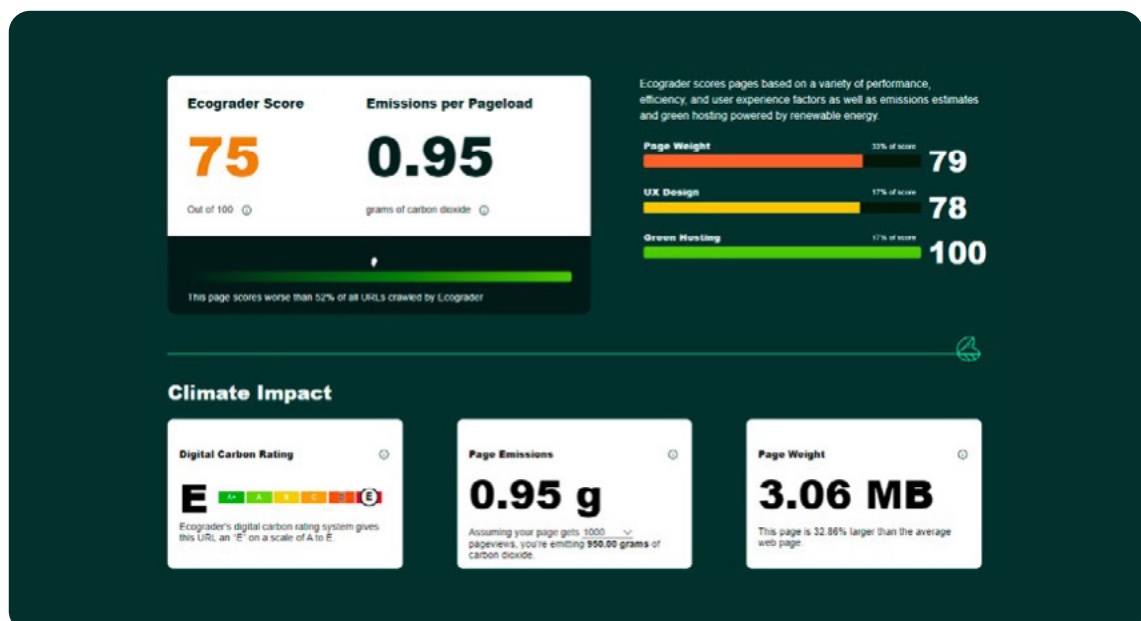 Ecograder Score
75
Out of 100
Emissions per Pageload
0.95
grams of carbon dioxide
This page scores worse than 52% of all URLs crawled by Ecograder
Ecograder scores pages based on a variety of performance,
efficiency, and user experience factors as well as emissions estimates
and green hosting powered by renewable energy.
Page Weight
33% of score
79
UX Design
17% of score
78
Green Hosting
17% of score
100
Climate Impact
Digital Carbon Rating
E
A+ A B C D E
Ecograder's digital carbon rating system gives
this URL an "E" on a scale of A to E.
Page Emissions
0.95 g
Assuming your page gets 1000
pageviews, you're emitting 950.00 grams of
carbon dioxide.
Page Weight
3.06 MB
This page is 32.86% larger than the average
web page.